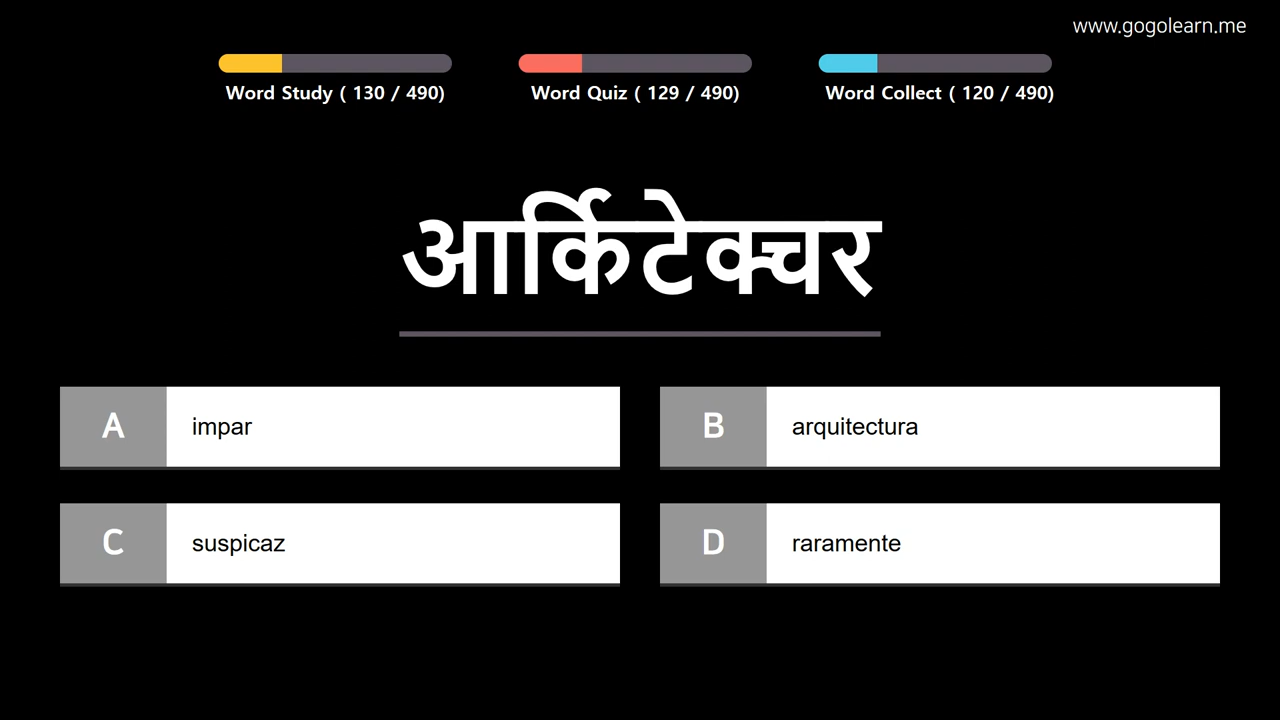 www.gogolearn.me
Word Study ( 130 / 490)
Word Quiz ( 129 / 490)
Word Collect ( 120 / 490)
आर्किटेक्चर
A impar
B arquitectura
C suspicaz
D raramente